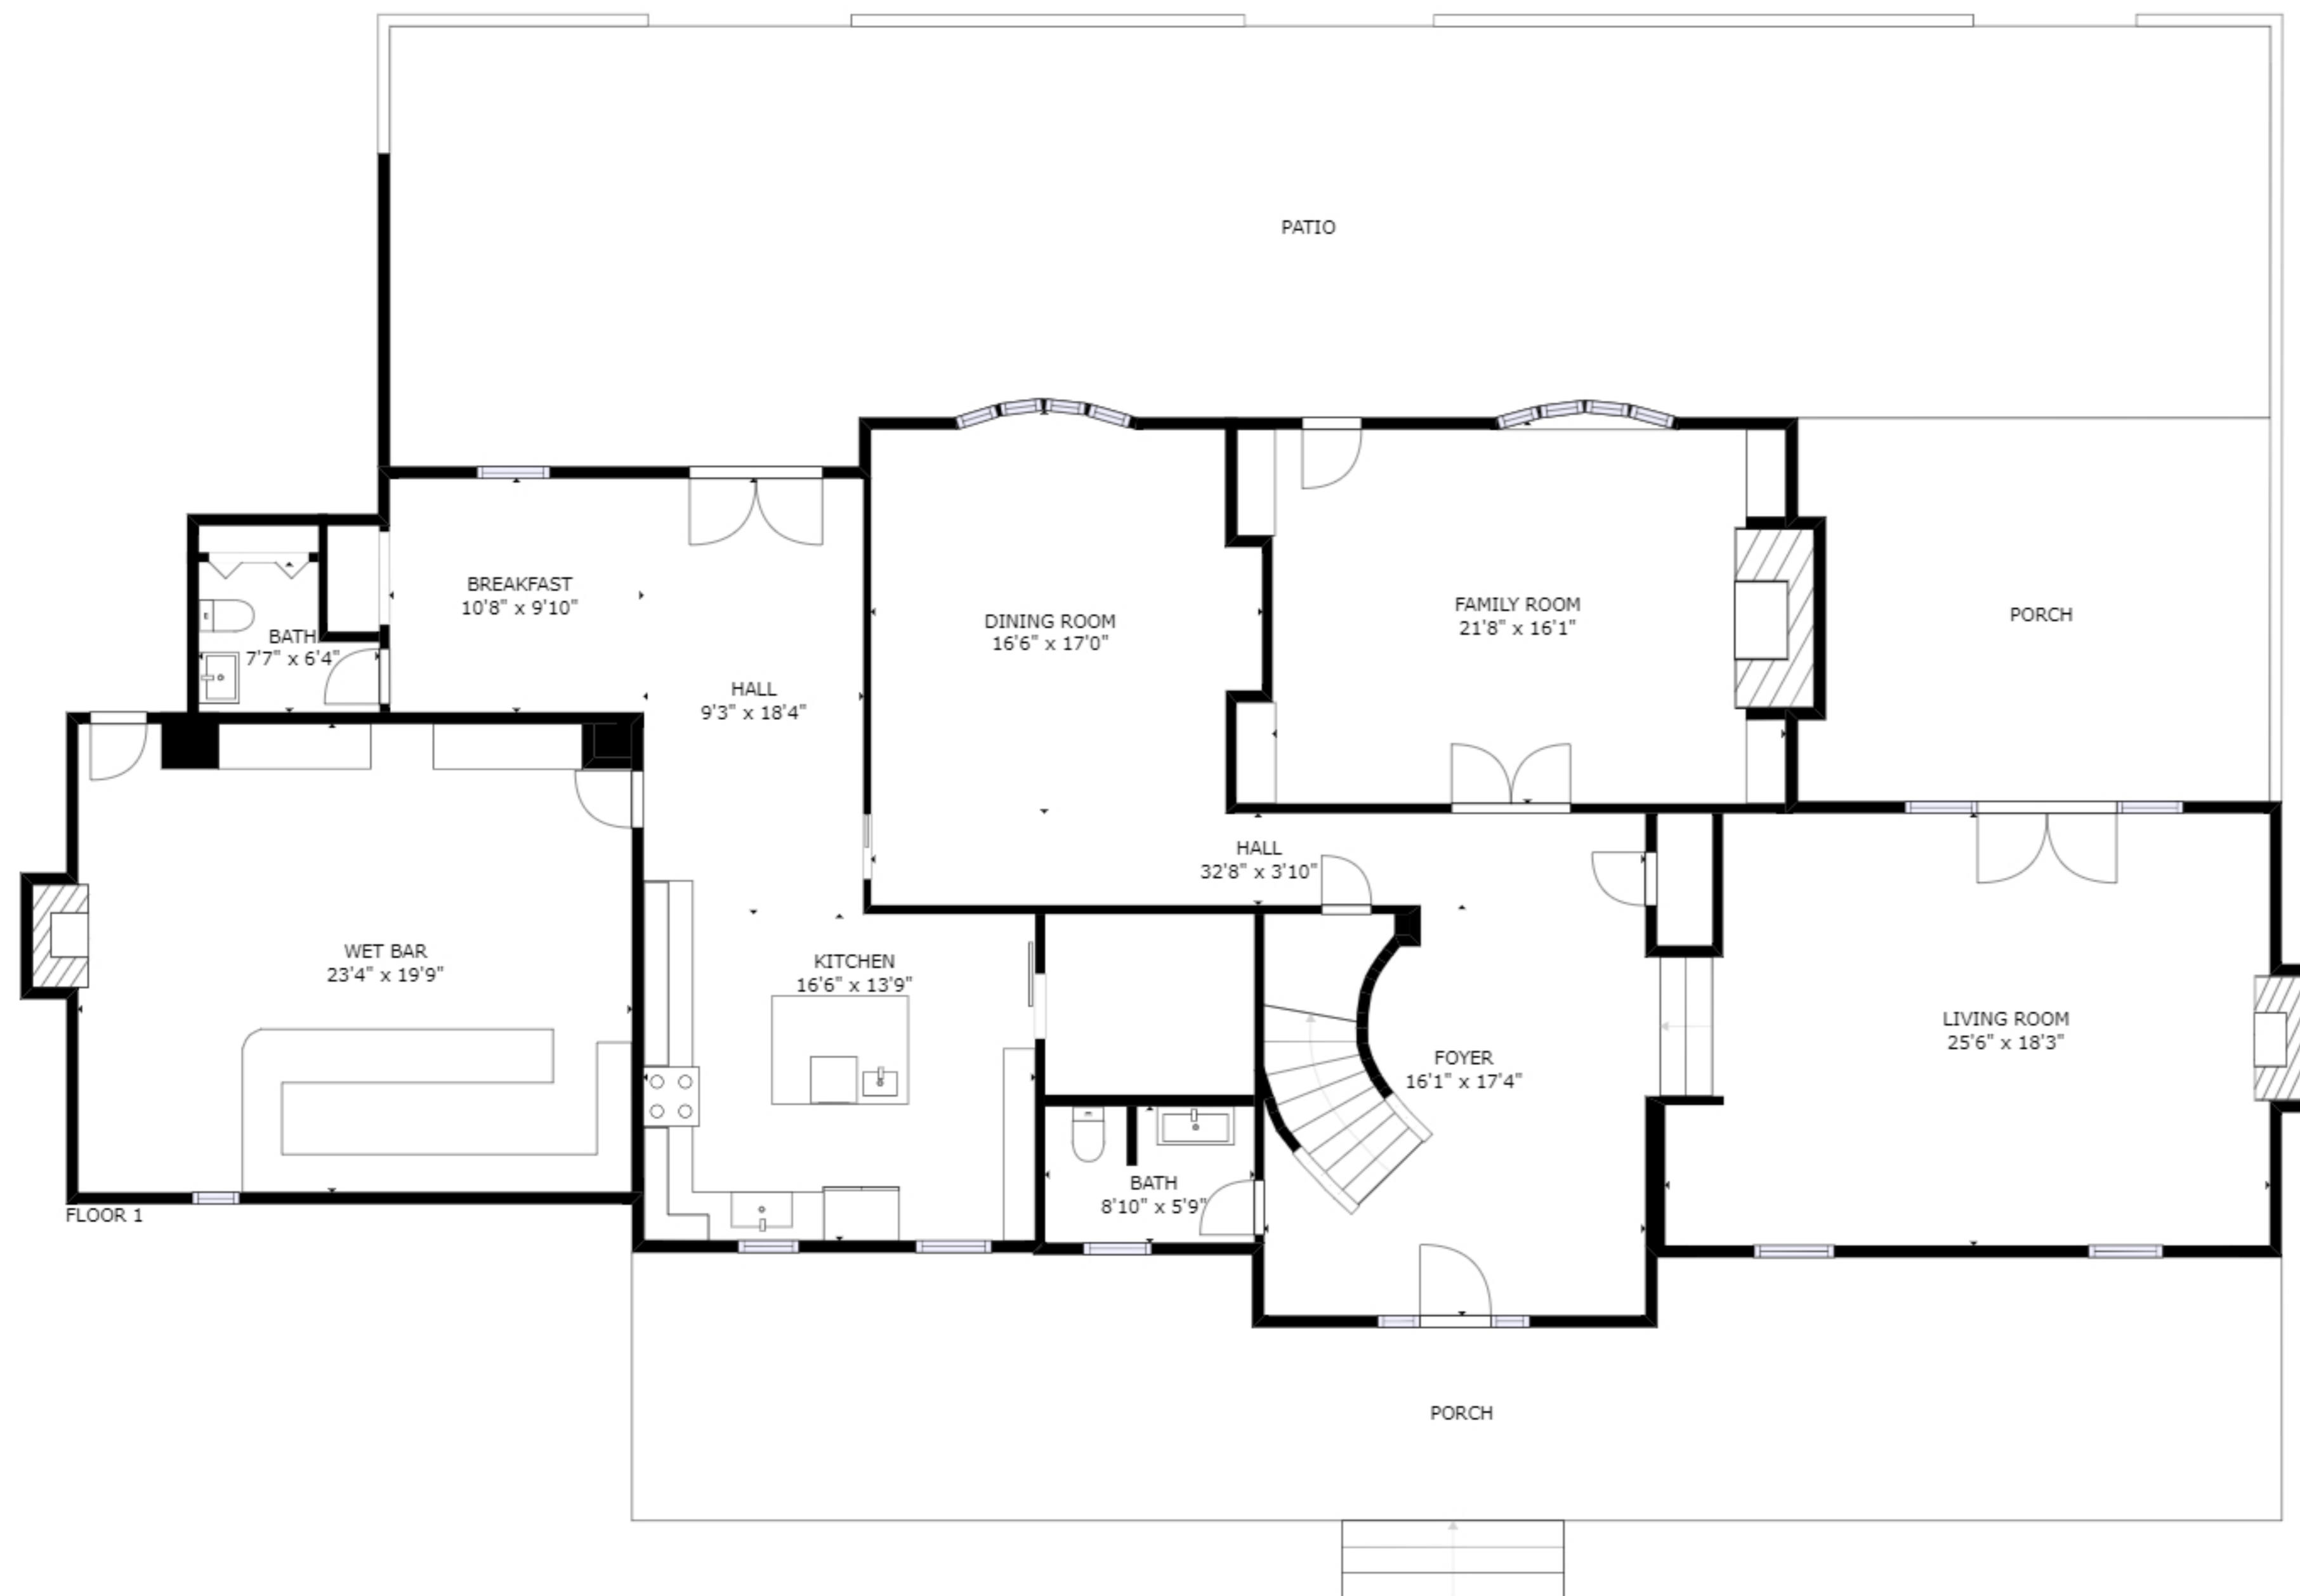 PATIO
BREAKFAST
10'8" x 9'10"
FAMILY ROOM
21'8" x 16'1"
DINING ROOM
16'6" x 17'0"
PORCH
BATH
7'7" x 6'4"
HALL
9'3" x 18'4"
HALL
32'8" x 3'10"
WET BAR
23'4" x 19'9"
KITCHEN
16'6" x 13'9"
LIVING ROOM
25'6" x 18'3"
FOYER
16'1" x 17'4"
BATH
8'10" x 5'9"
FLOOR 1
PORCH